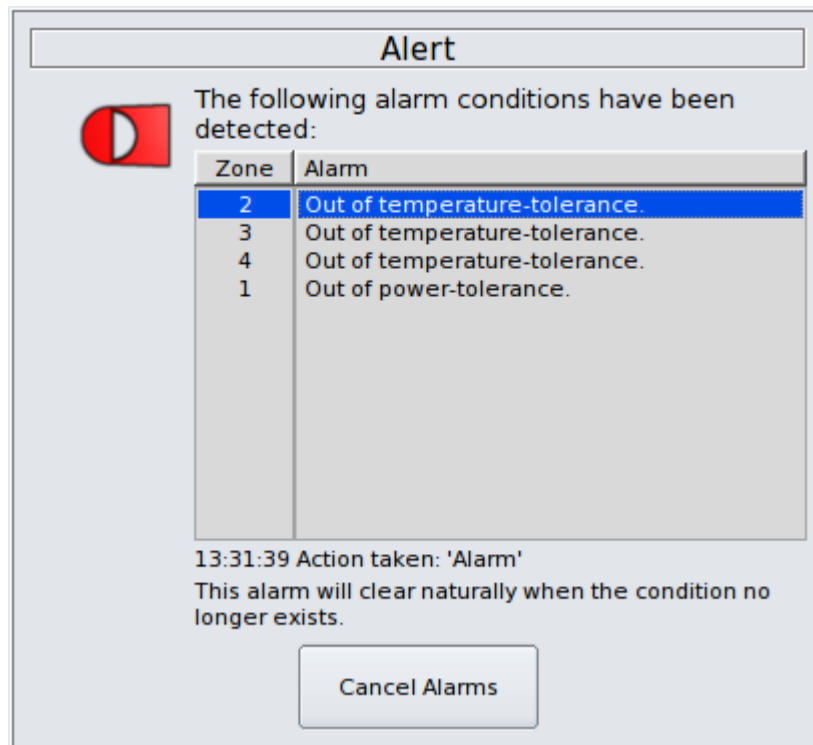 Alert
The following alarm conditions have been
detected:
Zone Alarm
2 Out of temperature-tolerance.
3 Out of temperature-tolerance.
4 Out of temperature-tolerance.
1 Out of power-tolerance.
13:31:39 Action taken: 'Alarm'
This alarm will clear naturally when the condition no
longer exists.
Cancel Alarms